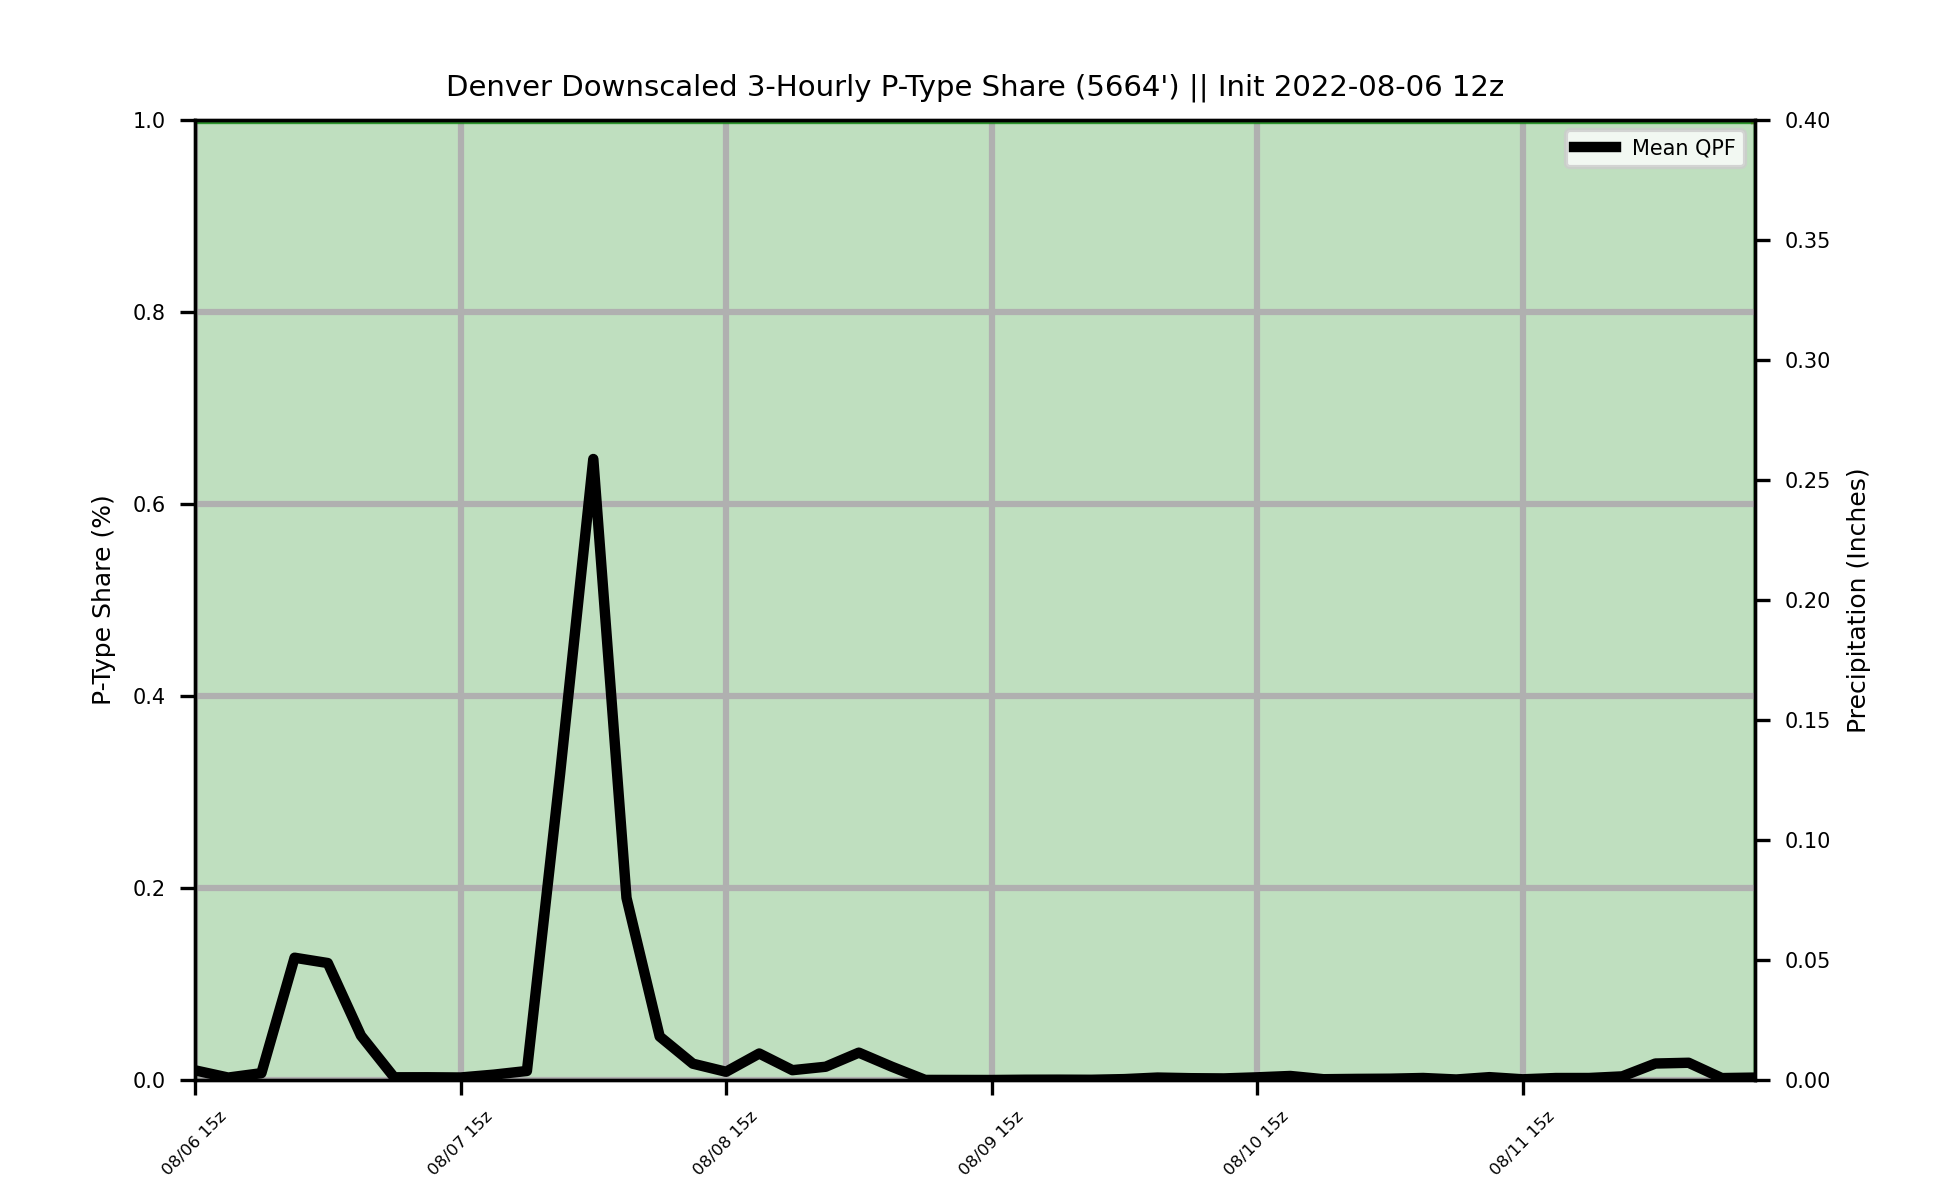 Denver Downscaled 3-Hourly P-Type Share (5664') || Init 2022-08-06 12z
Mean QPF
P-Type Share (%)
1.0
0.8
0.6
0.4
0.2
0.0
0.40
0.35
0.30
0.25
0.20
0.15
0.10
0.05
0.00
Precipitation (Inches)
08/06 15z
08/07 15z
08/08 15z
08/09 15z
08/10 15z
08/11 15z